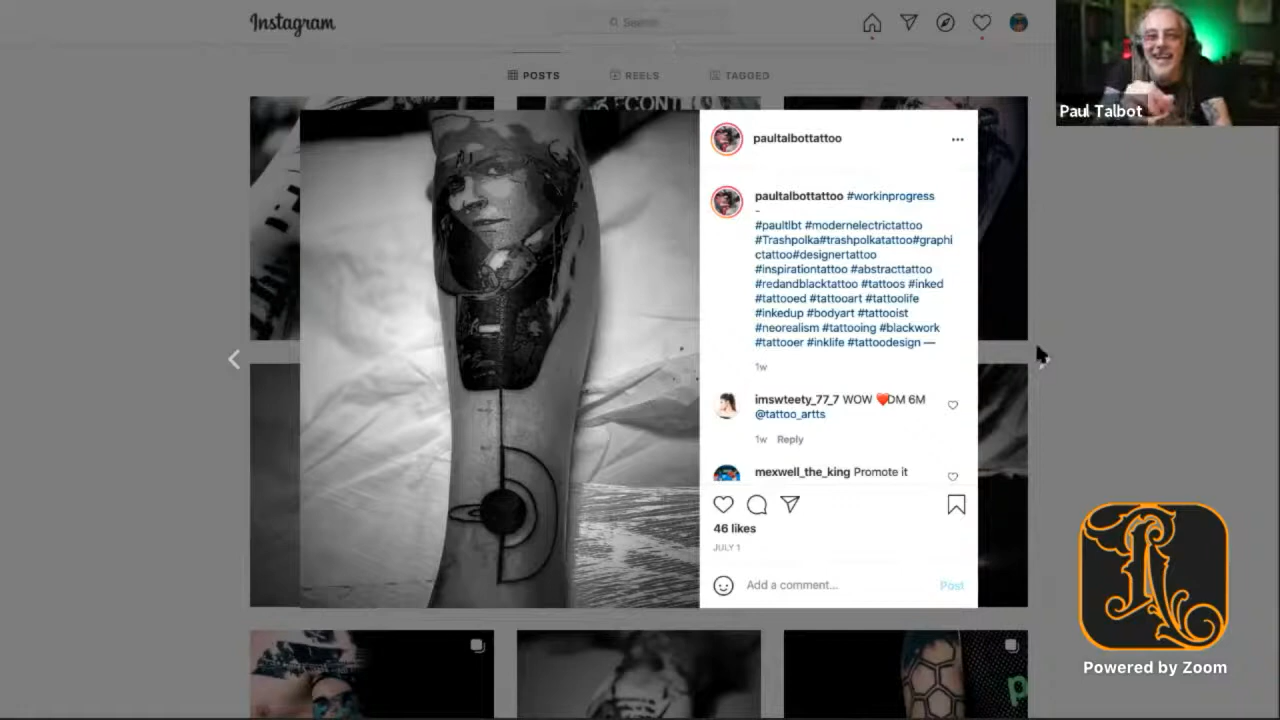 Instagram
Search
POSTS
REELS
TAGGED
Paul Talbot
paultalbottattoo
paultalbottattoo #workinprogress
-
#paultlbt #modernelectrictattoo
#Trashpolka#trashpolkatattoo#graphi
ctattoo#designertattoo
#inspirationtattoo #abstracttattoo
#redandblacktattoo #tattoos #inked
#tattooed #tattooart #tattoolife
#inkedup #bodyart #tattooist
#neorealism #tattooing #blackwork
#tattooer #inklife #tattoodesign —
1w
imswteety_77_7 WOW ❤️DM 6M
@tattoo_artts
1w Reply
mexwell_the_king Promote it
46 likes
JULY 1
Add a comment...
Post
Powered by Zoom